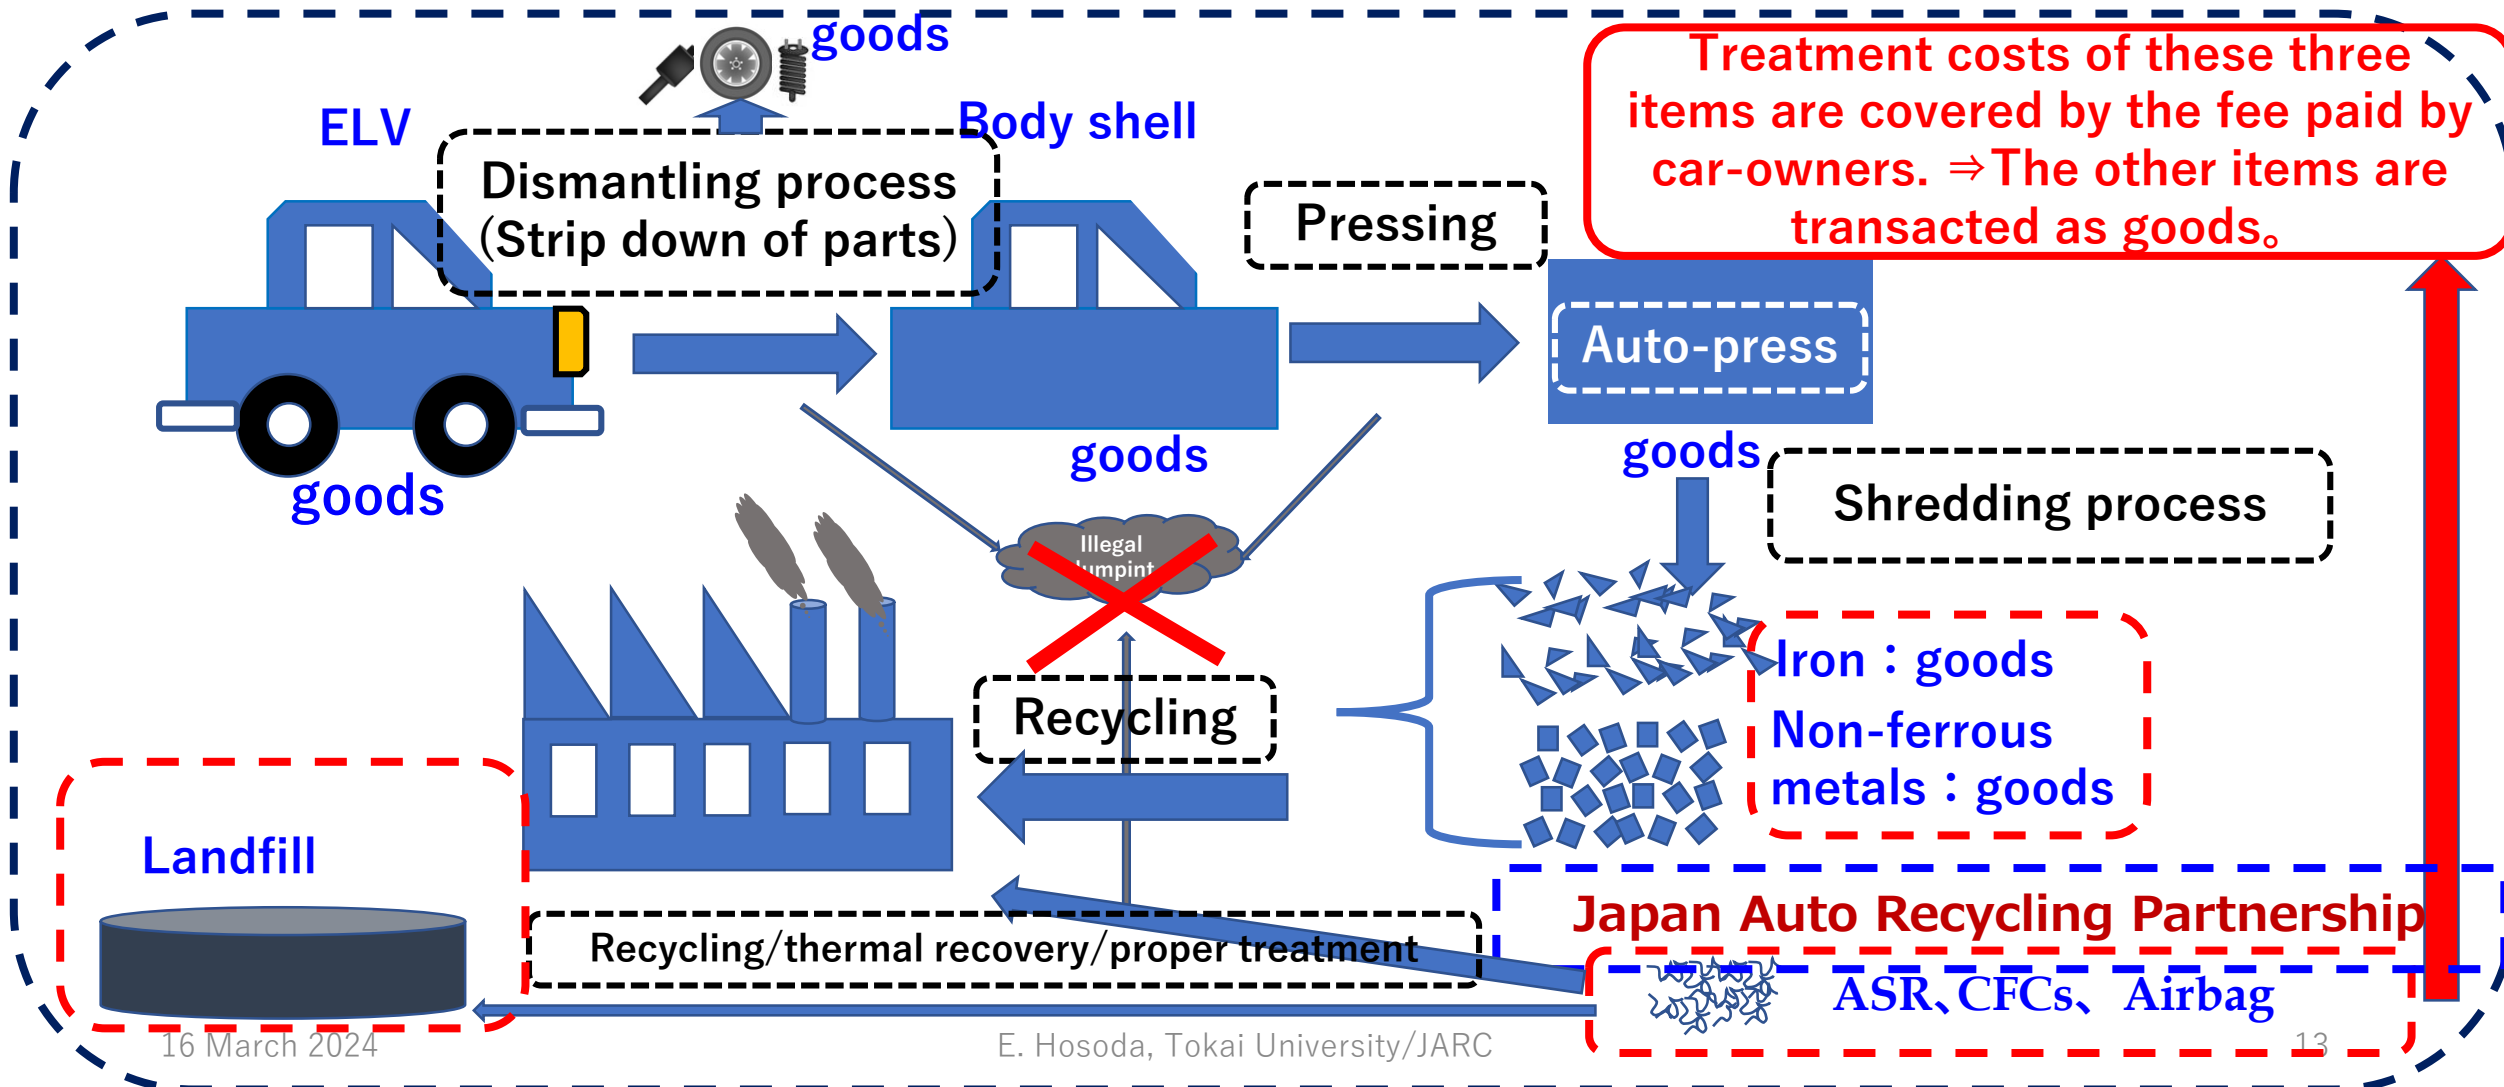 goods
Treatment costs of these three
items are covered by the fee paid by
car-owners. ⇒The other items are
transacted as goods。
ELV
Body shell
Dismantling process
(Strip down of parts)
Pressing
Auto-press
goods
goods
goods
Shredding process
Illegal
Iron：goods
Non-ferrous
metals：goods
Recycling
Landfill
Japan Auto Recycling Partnership
Recycling/thermal recovery/proper treatment
ASR、CFCs、Airbag
16 March 2024
E. Hosoda, Tokai University/JARC
13